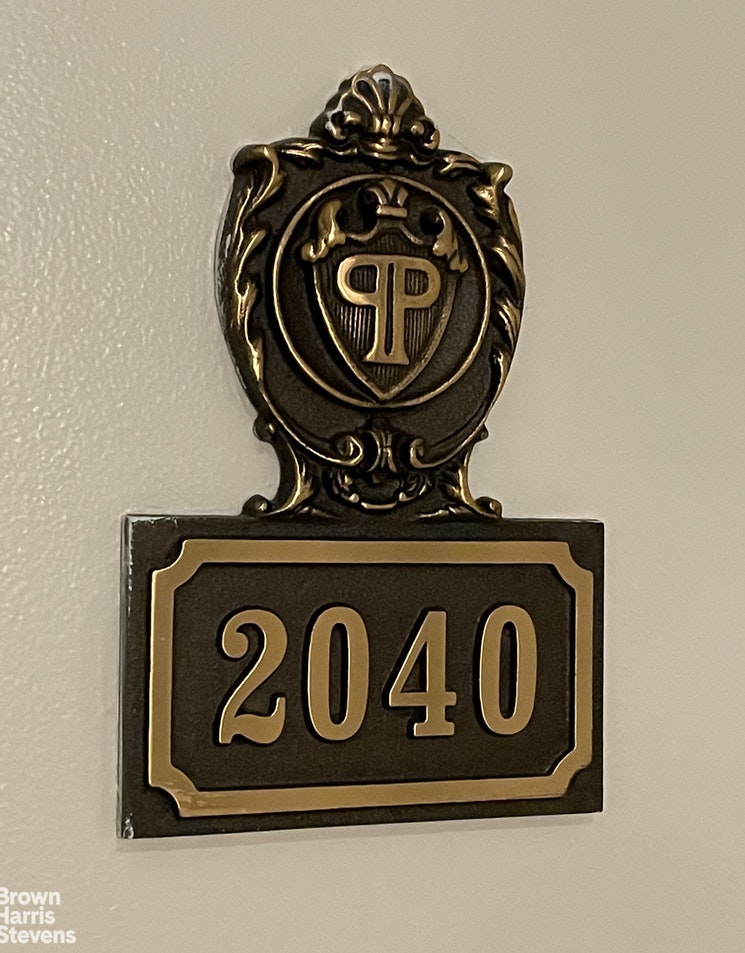 PP
2040
Brown
Harris
Stevens